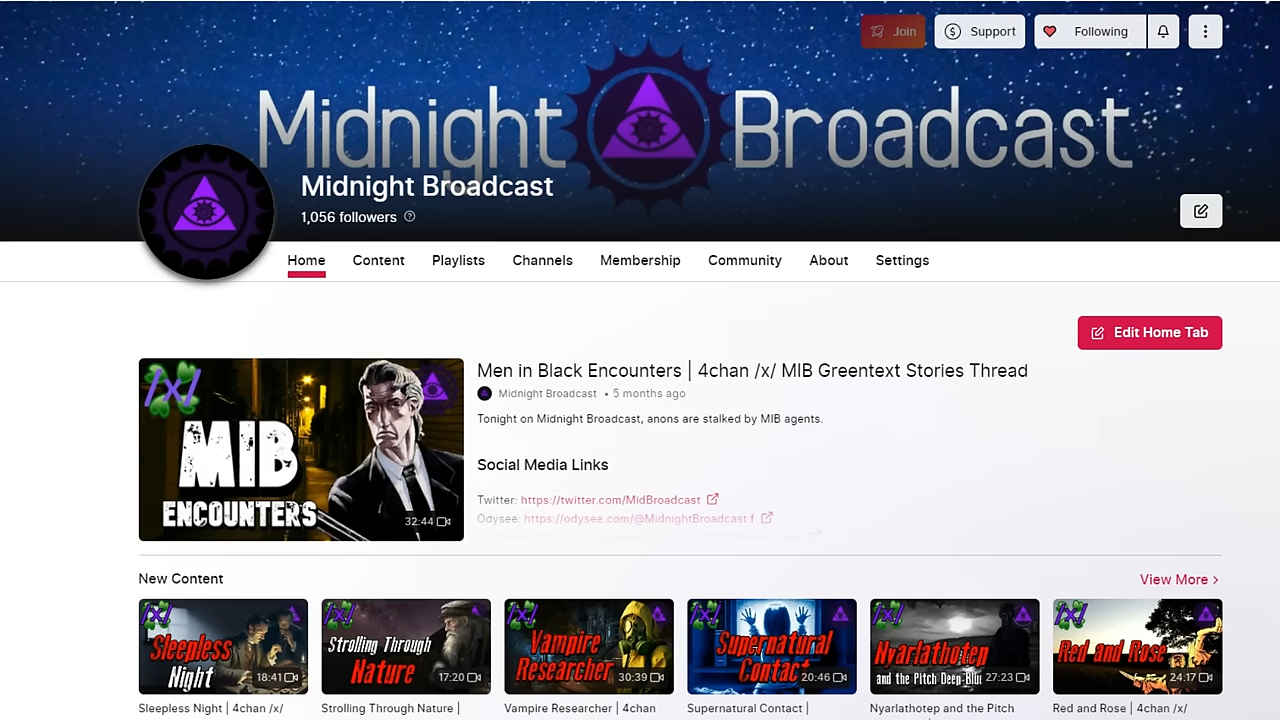 Join
Support
Following
Midnight Broadcast
Midnight Broadcast
1,056 followers
Home
Content
Playlists
Channels
Membership
Community
About
Settings
Edit Home Tab
/x/
MIB
ENCOUNTERS
32:44
Men in Black Encounters | 4chan /x/ MIB Greentext Stories Thread
Midnight Broadcast • 5 months ago
Tonight on Midnight Broadcast, anons are stalked by MIB agents.
Social Media Links
Twitter: https://twitter.com/MidBroadcast
Odysee: https://odysee.com/@MidnightBroadcast:f
New Content
View More
/x/
Sleepless
Night
18:41
/x/
Strolling Through
Nature
17:20
/x/
Vampire
Researcher
30:39
/x/
Supernatural
Contact
20:46
/x/
Nyarlathotep
and the Pitch Deep Blue
27:23
/x/
Red and Rose
24:17
Sleepless Night | 4chan /x/
Strolling Through Nature |
Vampire Researcher | 4chan
Supernatural Contact |
Nyarlathotep and the Pitch
Red and Rose | 4chan /x/